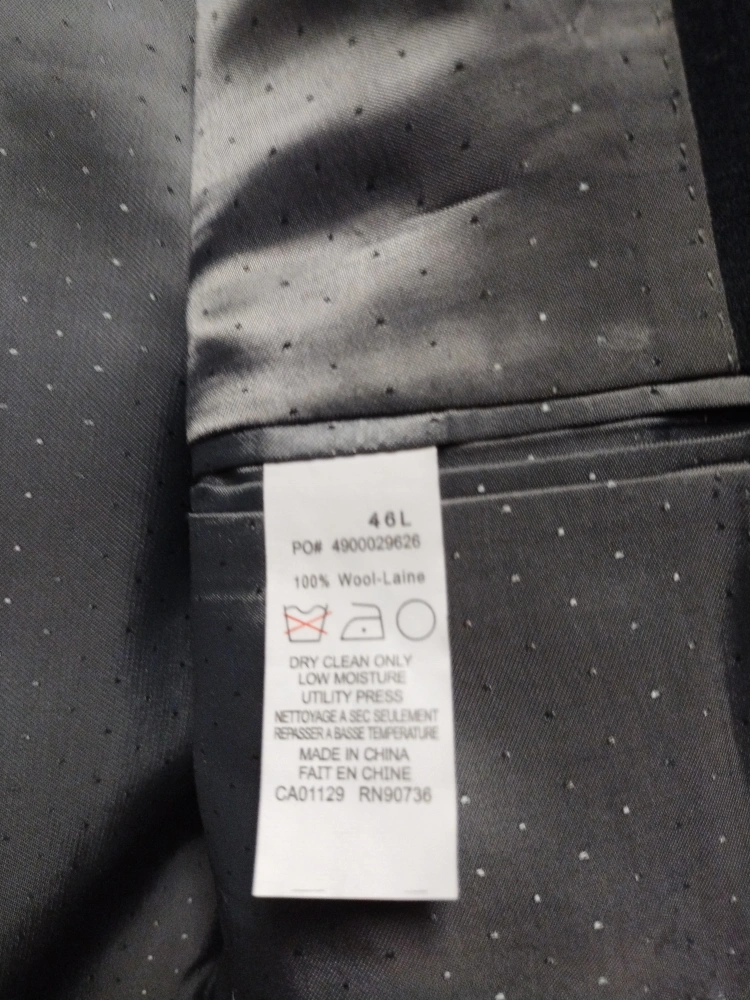 46L
PO# 4900029626
100% Wool-Laine
DRY CLEAN ONLY
LOW MOISTURE
UTILITY PRESS
NETTOYAGE A SEC SEULEMENT
REPASSER A BASSE TEMPERATURE
MADE IN CHINA
FAIT EN CHINE
CA01129 RN90736